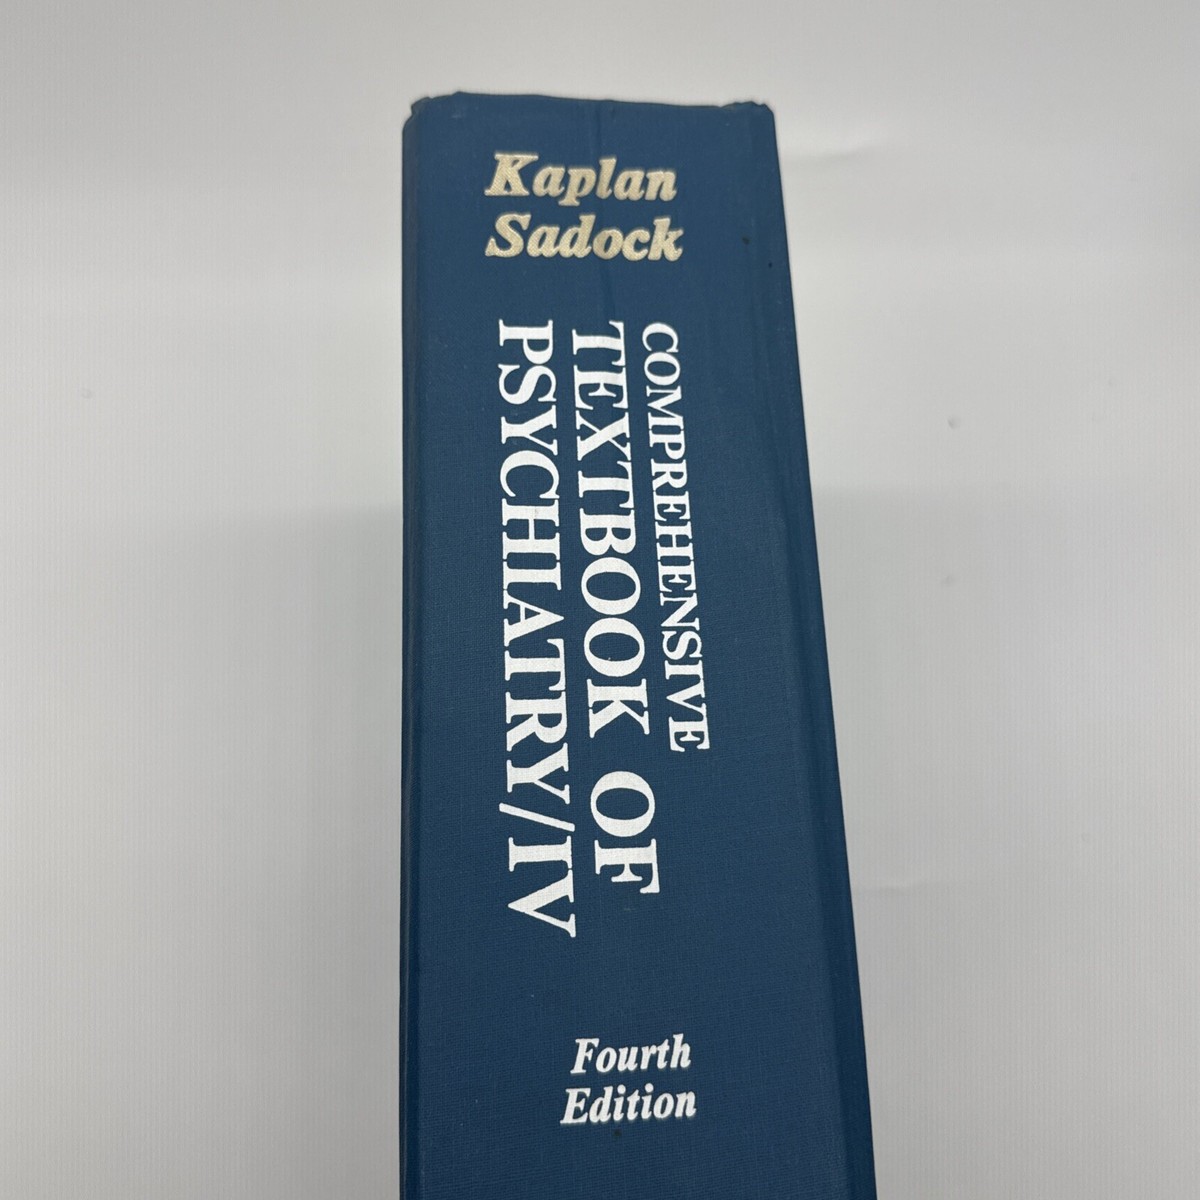 Kaplan
Sadock
COMPREHENSIVE
TEXTBOOK OF
PSYCHIATRY/IV
Fourth
Edition